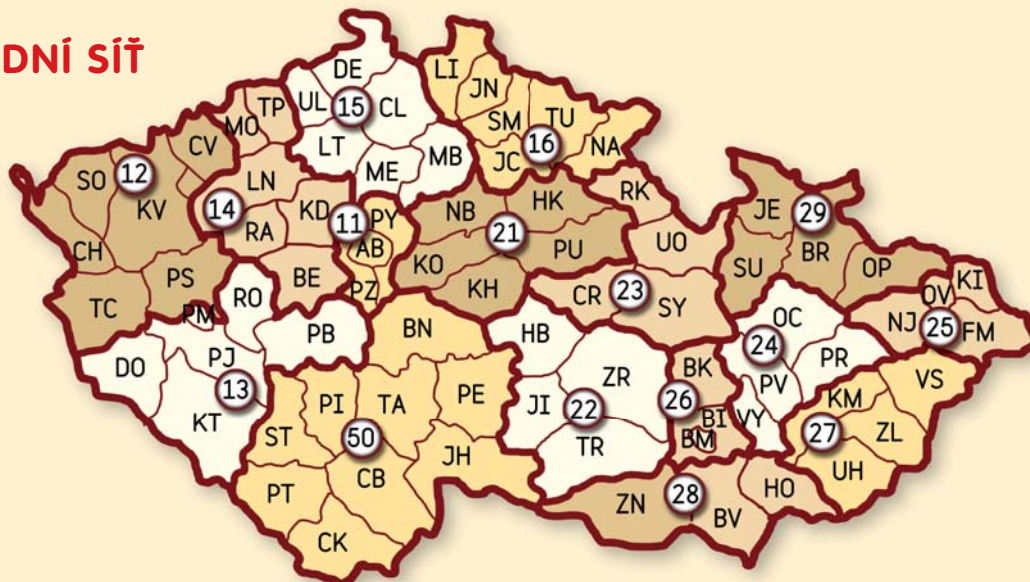 DNÍ SÍŤ
DE
LI
JN
UL
15
CL
TP
MO
SM
TU
CV
LT
JC
16
NA
MB
ME
SO
12
KV
LN
RK
14
KD
11
PY
NB
HK
JE
29
RA
AB
21
PU
UO
BR
CH
KO
SU
OP
PS
BE
PZ
KH
CR
23
SY
KI
TC
RO
OV
PM
PB
BN
HB
OC
NJ
25
FM
DO
PJ
24
PR
13
PI
TA
PE
ZR
BK
PV
VS
KT
JI
22
26
BI
VY
KM
ST
50
BM
27
ZL
TR
JH
UH
PT
CB
ZN
28
HO
BV
CK